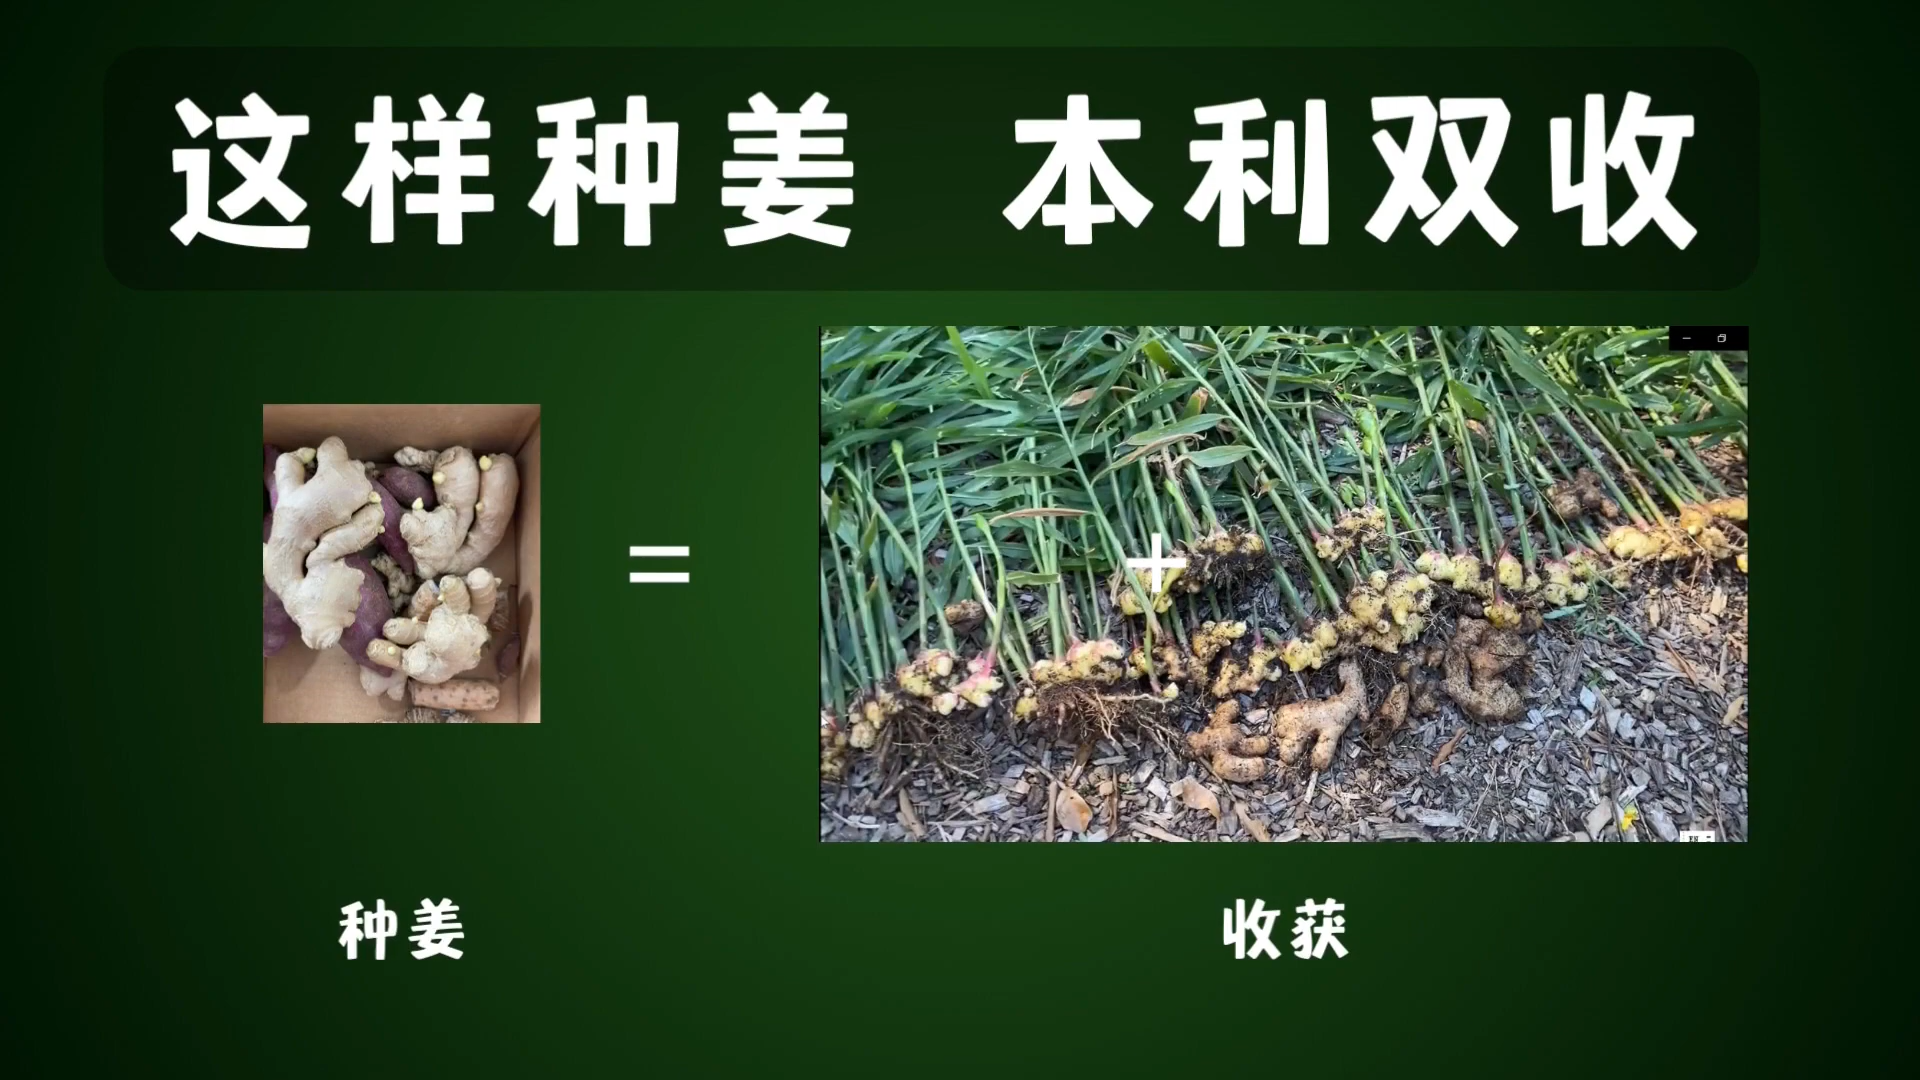 这样种姜 本利双收
=
+
种姜
收获